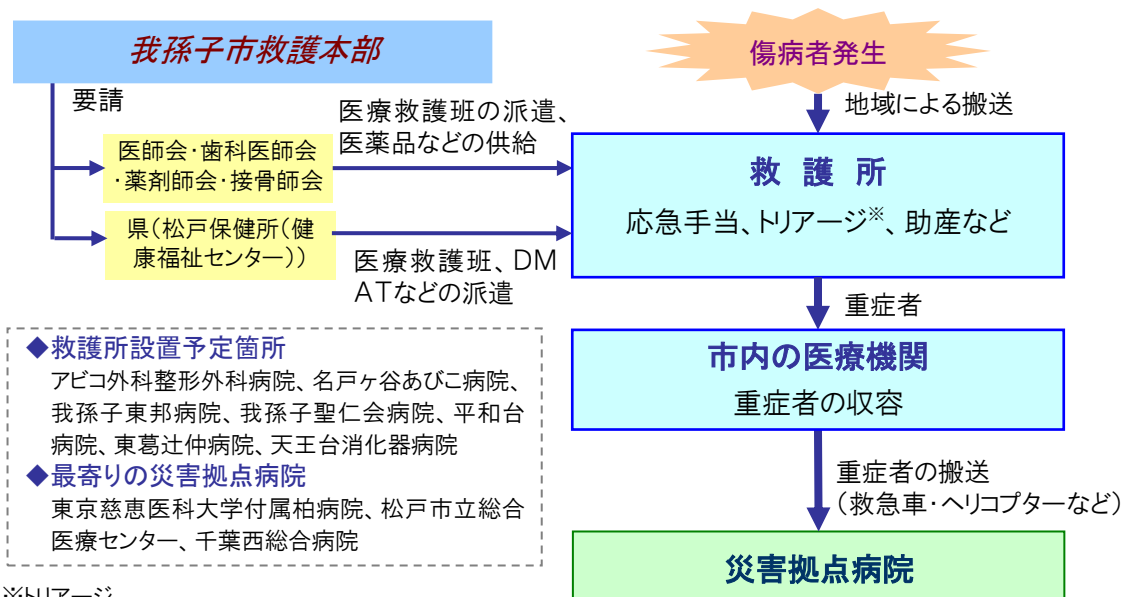 我孫子市救護本部
要請
医師会・歯科医師会
・薬剤師会・接骨師会
県(松戸保健所(健
康福祉センター))
医療救護班の派遣、
医薬品などの供給
医療救護班、DM
ATなどの派遣
傷病者発生
地域による搬送
救 護 所
応急手当、トリアージ※、助産など
重症者
市内の医療機関
重症者の収容
重症者の搬送
(救急車・ヘリコプターなど)
災害拠点病院
◆救護所設置予定箇所
アビコ外科整形外科病院、名戸ヶ谷あびこ病院、
我孫子東邦病院、我孫子聖仁会病院、平和台
病院、東葛辻仲病院、天王台消化器病院
◆最寄りの災害拠点病院
東京慈恵医科大学付属柏病院、松戸市立総合
医療センター、千葉西総合病院
※トリアージ